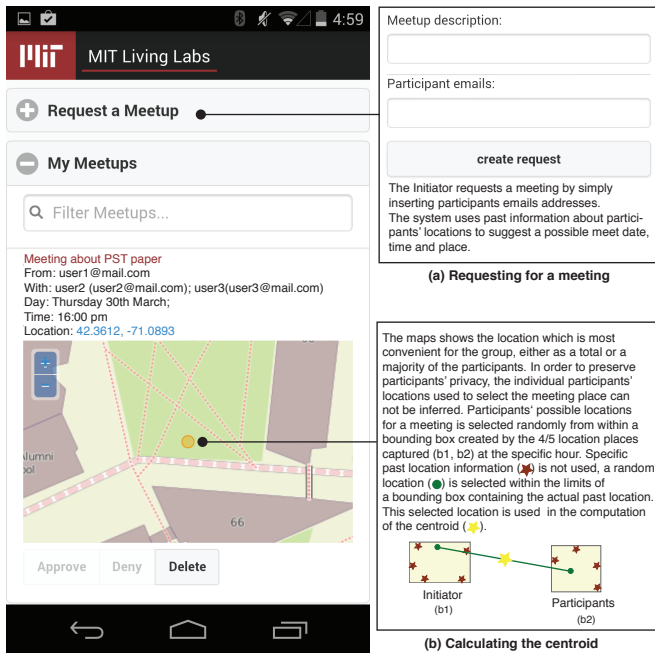 4:59
MIT Living Labs
Request a Meetup
My Meetups
Filter Meetups...
Meeting about PST paper
From: user1@mail.com
With: user2 (user2@mail.com); user3(user3@mail.com)
Day: Thursday 30th March;
Time: 16:00 pm
Location: 42.3612, -71.0893
lumni
ool
66
Approve Deny Delete
Meetup description:
Participant emails:
create request
The Initiator requests a meeting by simply
inserting participants emails addresses.
The system uses past information about partici-
pants' locations to suggest a possible meet date,
time and place.
(a) Requesting for a meeting
The maps shows the location which is most
convenient for the group, either as a total or a
majority of the participants. In order to preserve
participants' privacy, the individual participants'
locations used to select the meeting place can
not be inferred. Participants' possible locations
for a meeting is selected randomly from within a
bounding box created by the 4/5 location places
captured (b1, b2) at the specific hour. Specific
past location information ( ) is not used, a random
location ( ) is selected within the limits of
a bounding box containing the actual past location.
This selected location is used in the computation
of the centroid ( ).
Initiator
(b1)
Participants
(b2)
(b) Calculating the centroid